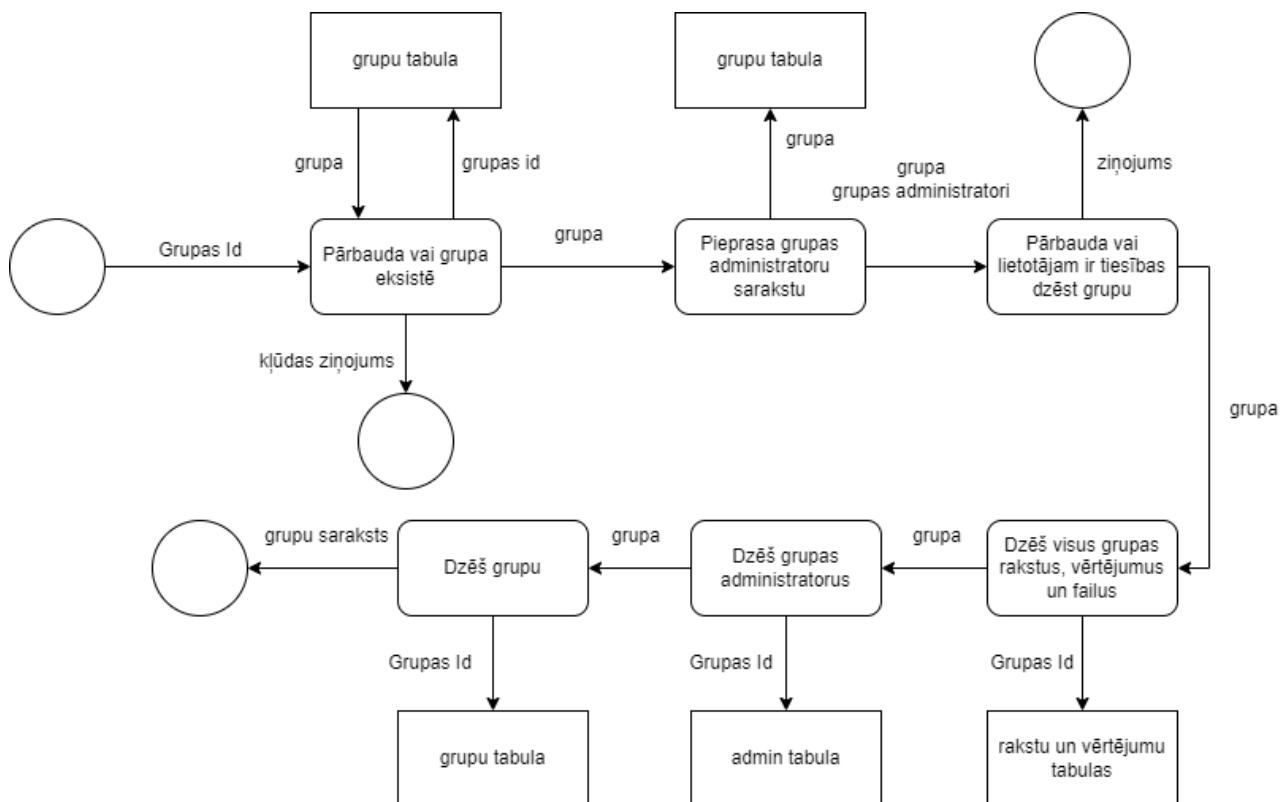 grupu tabula
grupu tabula
grupa
grupas id
grupa
grupa
grupas administratori
ziņojums
Grupas Id
Pārbauda vai grupa
eksistē
grupa
Pieprasa grupas
administratoru
sarakstu
Pārbauda vai
lietotājam ir tiesības
dzēst grupu
kļūdas ziņojums
grupa
grupu saraksts
Dzēš grupu
grupa
Dzēš grupas
administratorus
grupa
Dzēš visus grupas
rakstus, vērtējumus
un failus
Grupas Id
Grupas Id
Grupas Id
grupu tabula
admin tabula
rakstu un vērtējumu
tabulas